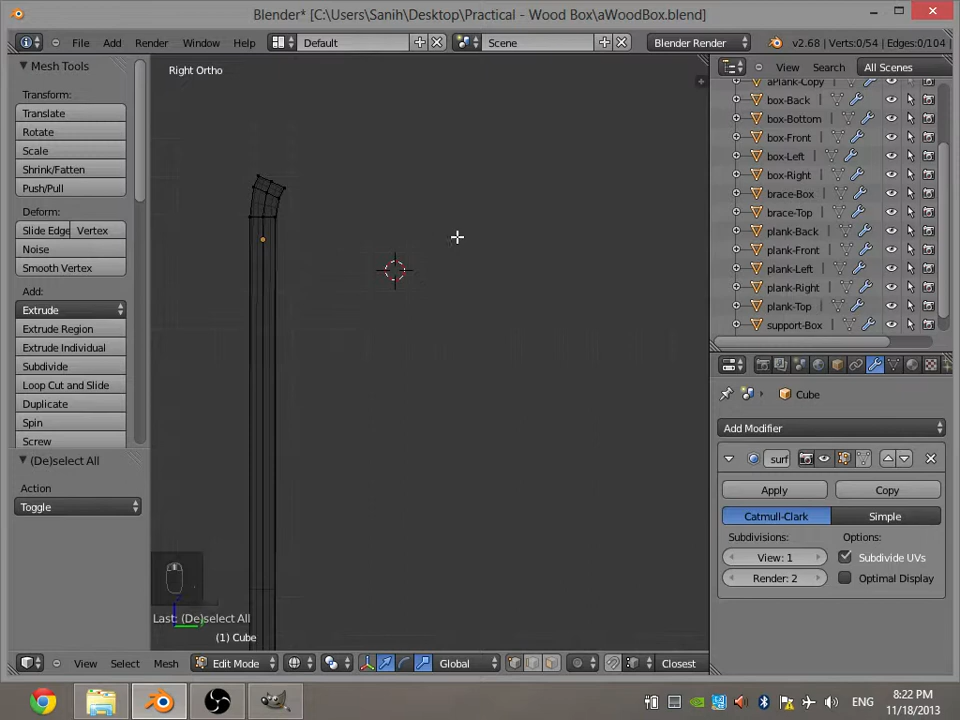 Blender* [C:\Users\Sanih\Desktop\Practical - Wood Box\aWoodBox.blend]
File Add Render Window Help Default Scene Blender Render v2.68 | Verts:0/54 | Edges:0/104
Mesh Tools
Transform:
Translate
Rotate
Scale
Shrink/Fatten
Push/Pull
Deform:
Slide Edge Vertex
Noise
Smooth Vertex
Add:
Extrude
Extrude Region
Extrude Individual
Subdivide
Loop Cut and Slide
Duplicate
Spin
Screw
(De)select All
Action
Toggle
Right Ortho
Last: (De)select All
(1) Cube
View Select Mesh Edit Mode Global Closest
View Search All Scenes
aPlank-Copy
box-Back
box-Bottom
box-Front
box-Left
box-Right
brace-Box
brace-Top
plank-Back
plank-Front
plank-Left
plank-Right
plank-Top
support-Box
Cube
Add Modifier
surf
Apply Copy
Catmull-Clark Simple
Subdivisions: Options:
View: 1 Subdivide UVs
Render: 2 Optimal Display
ENG
8:22 PM
11/18/2013